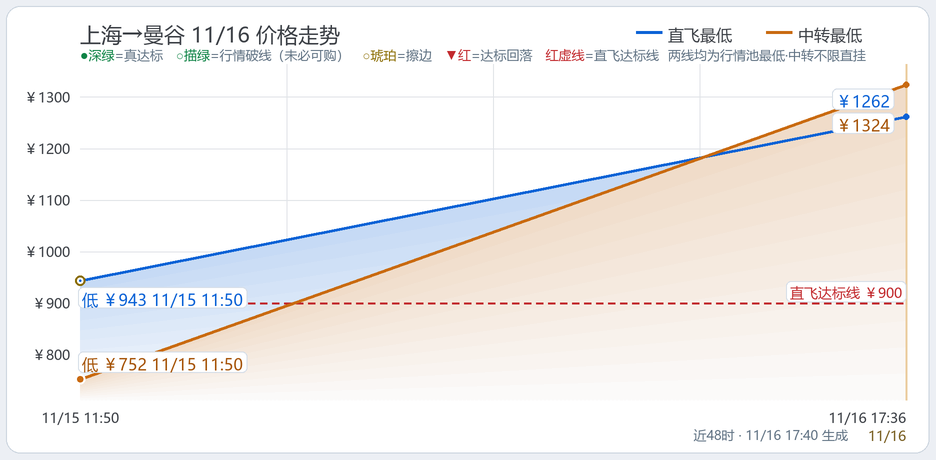 上海→曼谷 11/16 价格走势
直飞最低 中转最低
●深绿=真达标 ○描绿=行情破线（未必可购） ○琥珀=擦边 ▼红=达标回落 红虚线=直飞达标线 两线均为行情池最低·中转不限直挂
￥1300
￥1262
￥1324
￥1200
￥1100
￥1000
￥900
低 ￥943 11/15 11:50
直飞达标线 ￥900
￥800
低 ￥752 11/15 11:50
11/15 11:50
11/16 17:36
近48时 · 11/16 17:40 生成 11/16